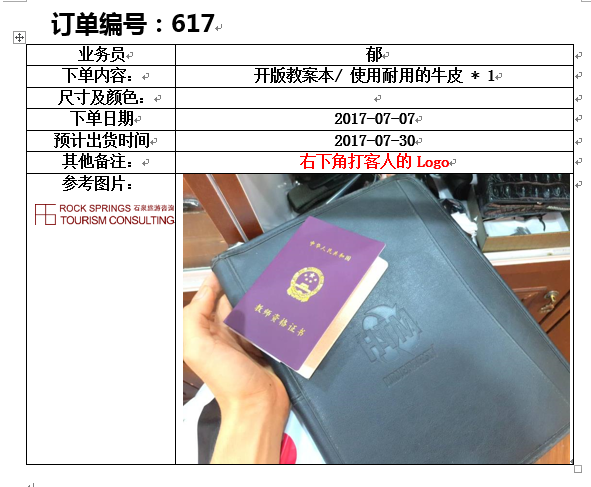 订单编号：617
业务员 郁
下单内容： 开版教案本/ 使用耐用的牛皮 * 1
尺寸及颜色：
下单日期 2017-07-07
预计出货时间 2017-07-30
其他备注： 右下角打客人的 Logo
参考图片：
ROCK SPRINGS 石泉旅游咨询
TOURISM CONSULTING
中华人民共和国
教师资格证书